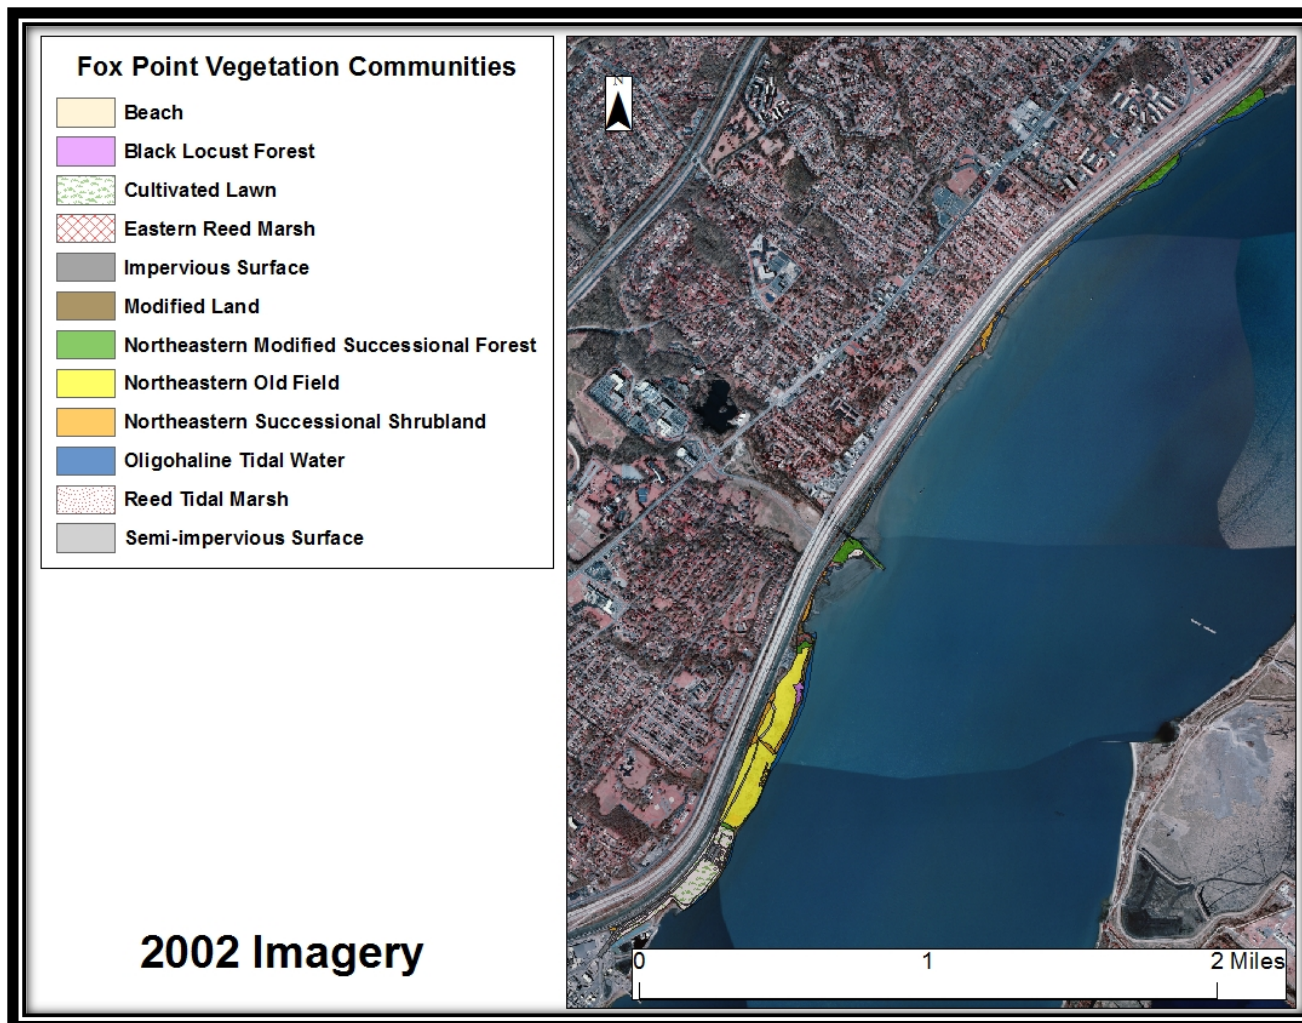 Fox Point Vegetation Communities
Beach
Black Locust Forest
Cultivated Lawn
Eastern Reed Marsh
Impervious Surface
Modified Land
Northeastern Modified Successional Forest
Northeastern Old Field
Northeastern Successional Shrubland
Oligohaline Tidal Water
Reed Tidal Marsh
Semi-impervious Surface
2002 Imagery
N
0 1 2 Miles